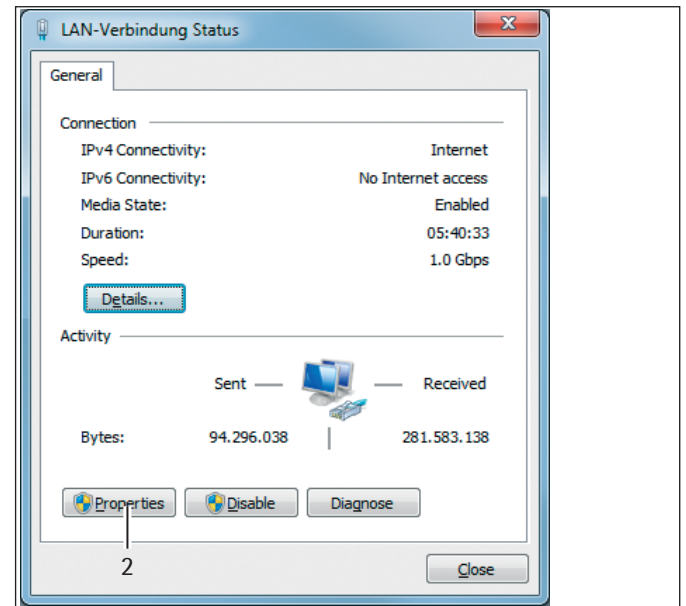 LAN-Verbindung Status
General
Connection
IPv4 Connectivity: Internet
IPv6 Connectivity: No Internet access
Media State: Enabled
Duration: 05:40:33
Speed: 1.0 Gbps
Details...
Activity
Sent Received
Bytes: 94.296.038 281.583.138
Properties Disable Diagnose
2
Close